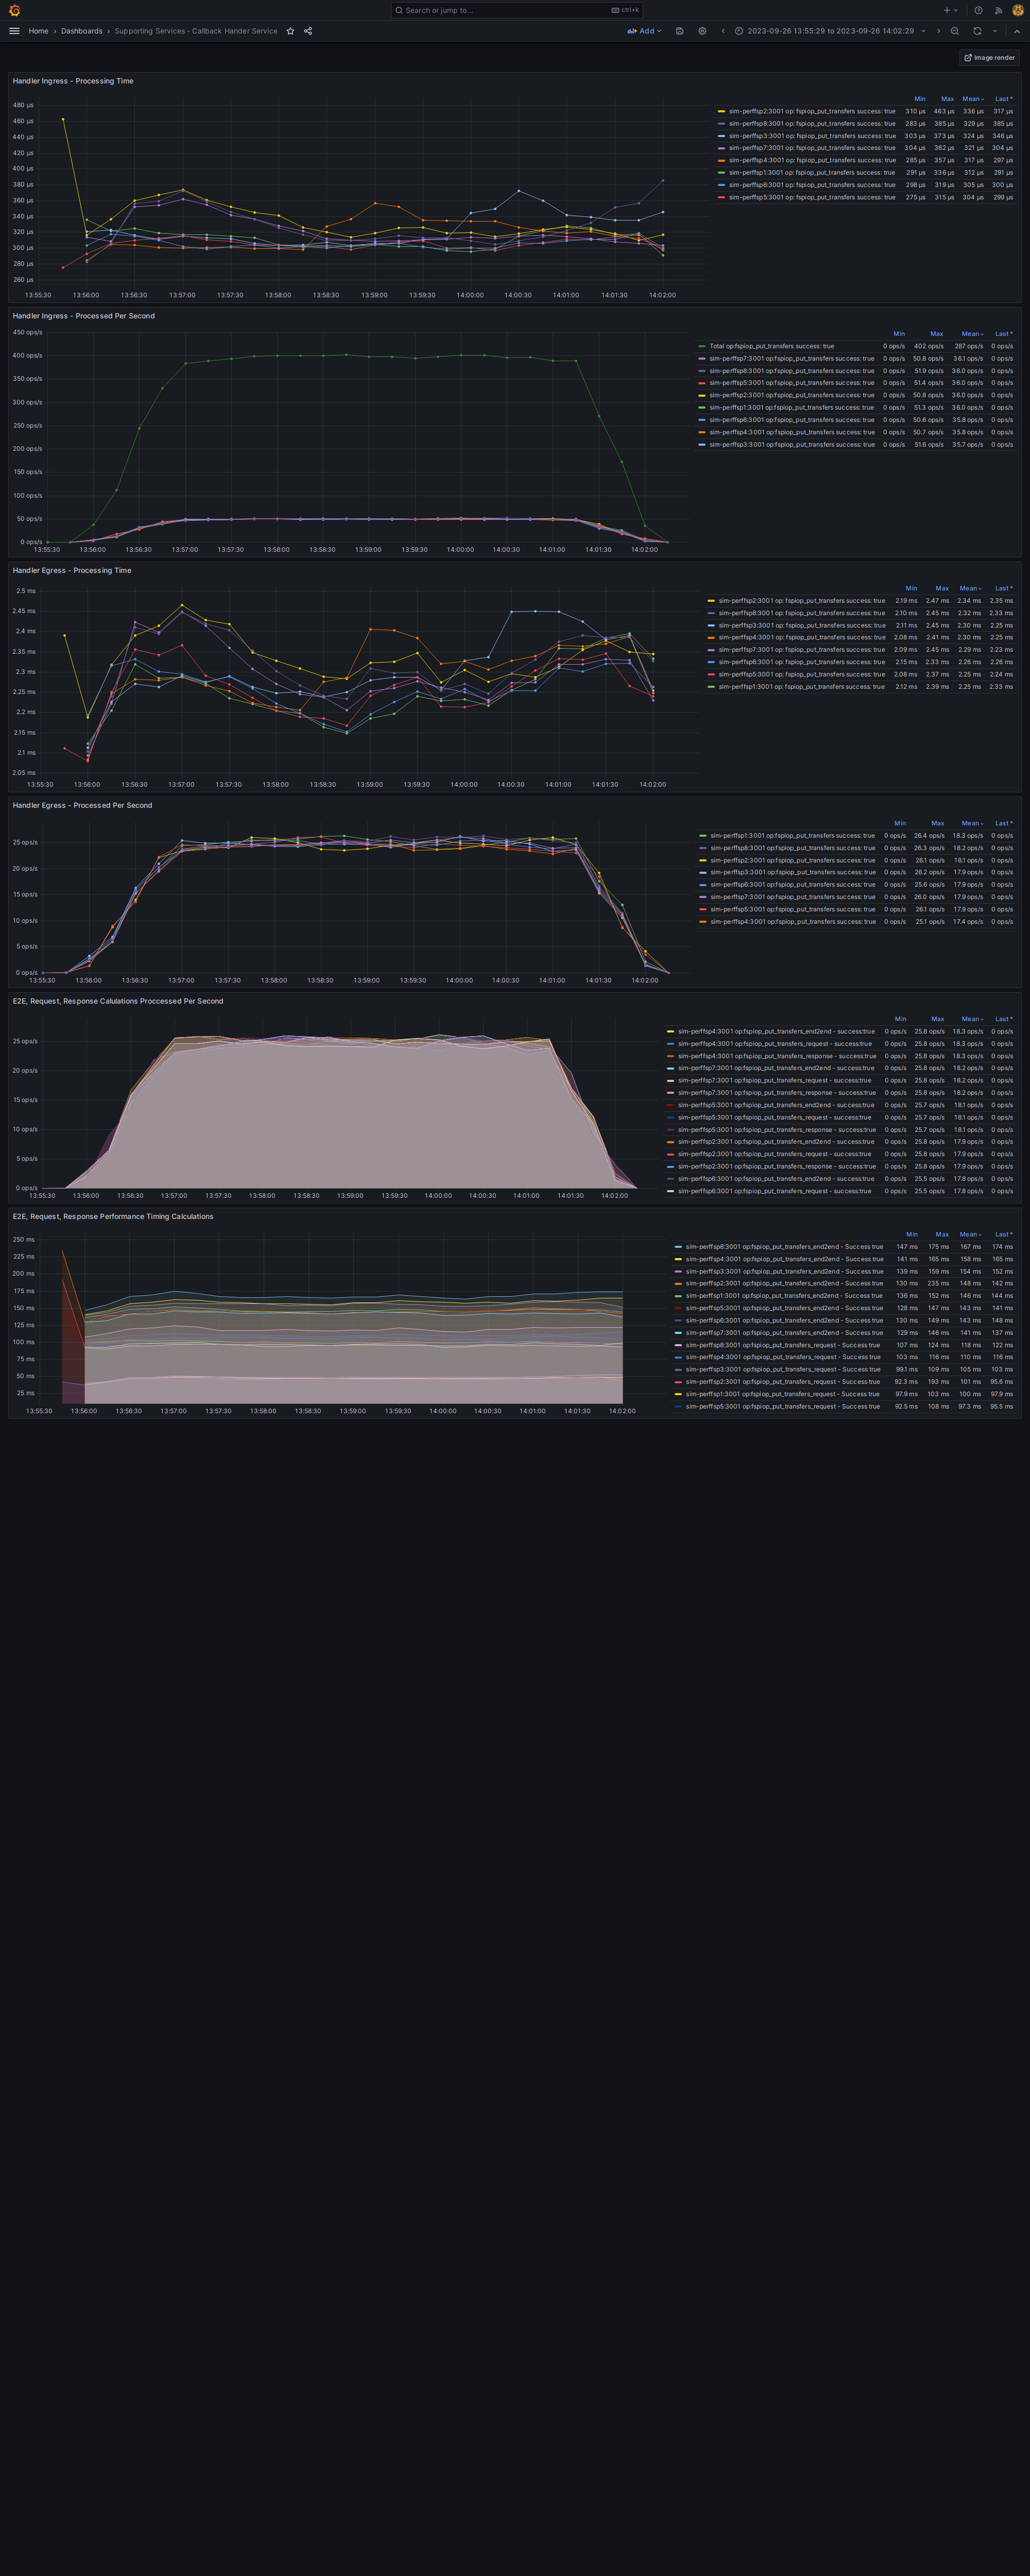 Search or jump to...
ctrl+k
Home › Dashboards › Supporting Services - Callback Hander Service
Add
2023-09-26 13:55:29 to 2023-09-26 14:02:29
Image render
Handler Ingress - Processing Time
480 µs
460 µs
440 µs
420 µs
400 µs
380 µs
360 µs
340 µs
320 µs
300 µs
280 µs
260 µs
13:55:30 13:56:00 13:56:30 13:57:00 13:57:30 13:58:00 13:58:30 13:59:00 13:59:30 14:00:00 14:00:30 14:01:00 14:01:30 14:02:00
Min Max Mean Last *
sim-perffsp2:3001 op: fspiop_put_transfers success: true 310 µs 463 µs 336 µs 317 µs
sim-perffsp8:3001 op: fspiop_put_transfers success: true 283 µs 385 µs 329 µs 385 µs
sim-perffsp3:3001 op: fspiop_put_transfers success: true 303 µs 373 µs 324 µs 346 µs
sim-perffsp7:3001 op: fspiop_put_transfers success: true 304 µs 362 µs 321 µs 304 µs
sim-perffsp4:3001 op: fspiop_put_transfers success: true 285 µs 357 µs 317 µs 297 µs
sim-perffsp1:3001 op: fspiop_put_transfers success: true 291 µs 336 µs 312 µs 291 µs
sim-perffsp6:3001 op: fspiop_put_transfers success: true 298 µs 319 µs 305 µs 300 µs
sim-perffsp5:3001 op: fspiop_put_transfers success: true 275 µs 315 µs 304 µs 299 µs
Handler Ingress - Processed Per Second
450 ops/s
400 ops/s
350 ops/s
300 ops/s
250 ops/s
200 ops/s
150 ops/s
100 ops/s
50 ops/s
0 ops/s
13:55:30 13:56:00 13:56:30 13:57:00 13:57:30 13:58:00 13:58:30 13:59:00 13:59:30 14:00:00 14:00:30 14:01:00 14:01:30 14:02:00
Min Max Mean Last *
Total op:fspiop_put_transfers success: true 0 ops/s 402 ops/s 287 ops/s 0 ops/s
sim-perffsp7:3001 op:fspiop_put_transfers success: true 0 ops/s 50.8 ops/s 36.1 ops/s 0 ops/s
sim-perffsp8:3001 op:fspiop_put_transfers success: true 0 ops/s 51.9 ops/s 36.0 ops/s 0 ops/s
sim-perffsp5:3001 op:fspiop_put_transfers success: true 0 ops/s 51.4 ops/s 36.0 ops/s 0 ops/s
sim-perffsp2:3001 op:fspiop_put_transfers success: true 0 ops/s 50.8 ops/s 36.0 ops/s 0 ops/s
sim-perffsp1:3001 op:fspiop_put_transfers success: true 0 ops/s 51.3 ops/s 36.0 ops/s 0 ops/s
sim-perffsp6:3001 op:fspiop_put_transfers success: true 0 ops/s 50.6 ops/s 35.8 ops/s 0 ops/s
sim-perffsp4:3001 op:fspiop_put_transfers success: true 0 ops/s 50.7 ops/s 35.8 ops/s 0 ops/s
sim-perffsp3:3001 op:fspiop_put_transfers success: true 0 ops/s 51.6 ops/s 35.7 ops/s 0 ops/s
Handler Egress - Processing Time
2.5 ms
2.45 ms
2.4 ms
2.35 ms
2.3 ms
2.25 ms
2.2 ms
2.15 ms
2.1 ms
2.05 ms
13:55:30 13:56:00 13:56:30 13:57:00 13:57:30 13:58:00 13:58:30 13:59:00 13:59:30 14:00:00 14:00:30 14:01:00 14:01:30 14:02:00
Min Max Mean Last *
sim-perffsp2:3001 op: fspiop_put_transfers success: true 2.19 ms 2.47 ms 2.34 ms 2.35 ms
sim-perffsp8:3001 op: fspiop_put_transfers success: true 2.10 ms 2.45 ms 2.32 ms 2.33 ms
sim-perffsp3:3001 op: fspiop_put_transfers success: true 2.11 ms 2.45 ms 2.30 ms 2.25 ms
sim-perffsp4:3001 op: fspiop_put_transfers success: true 2.08 ms 2.41 ms 2.30 ms 2.25 ms
sim-perffsp7:3001 op: fspiop_put_transfers success: true 2.09 ms 2.45 ms 2.29 ms 2.23 ms
sim-perffsp6:3001 op: fspiop_put_transfers success: true 2.15 ms 2.33 ms 2.26 ms 2.26 ms
sim-perffsp5:3001 op: fspiop_put_transfers success: true 2.08 ms 2.37 ms 2.25 ms 2.24 ms
sim-perffsp1:3001 op: fspiop_put_transfers success: true 2.12 ms 2.39 ms 2.25 ms 2.33 ms
Handler Egress - Processed Per Second
25 ops/s
20 ops/s
15 ops/s
10 ops/s
5 ops/s
0 ops/s
13:55:30 13:56:00 13:56:30 13:57:00 13:57:30 13:58:00 13:58:30 13:59:00 13:59:30 14:00:00 14:00:30 14:01:00 14:01:30 14:02:00
Min Max Mean Last *
sim-perffsp1:3001 op:fspiop_put_transfers success: true 0 ops/s 26.4 ops/s 18.3 ops/s 0 ops/s
sim-perffsp8:3001 op:fspiop_put_transfers success: true 0 ops/s 26.3 ops/s 18.2 ops/s 0 ops/s
sim-perffsp2:3001 op:fspiop_put_transfers success: true 0 ops/s 26.1 ops/s 18.1 ops/s 0 ops/s
sim-perffsp3:3001 op:fspiop_put_transfers success: true 0 ops/s 26.2 ops/s 17.9 ops/s 0 ops/s
sim-perffsp6:3001 op:fspiop_put_transfers success: true 0 ops/s 25.6 ops/s 17.9 ops/s 0 ops/s
sim-perffsp7:3001 op:fspiop_put_transfers success: true 0 ops/s 26.0 ops/s 17.9 ops/s 0 ops/s
sim-perffsp5:3001 op:fspiop_put_transfers success: true 0 ops/s 26.1 ops/s 17.9 ops/s 0 ops/s
sim-perffsp4:3001 op:fspiop_put_transfers success: true 0 ops/s 25.1 ops/s 17.4 ops/s 0 ops/s
E2E, Request, Response Calulations Proccessed Per Second
25 ops/s
20 ops/s
15 ops/s
10 ops/s
5 ops/s
0 ops/s
13:55:30 13:56:00 13:56:30 13:57:00 13:57:30 13:58:00 13:58:30 13:59:00 13:59:30 14:00:00 14:00:30 14:01:00 14:01:30 14:02:00
Min Max Mean Last *
sim-perffsp4:3001 op:fspiop_put_transfers_end2end - success:true 0 ops/s 25.8 ops/s 18.3 ops/s 0 ops/s
sim-perffsp4:3001 op:fspiop_put_transfers_request - success:true 0 ops/s 25.8 ops/s 18.3 ops/s 0 ops/s
sim-perffsp4:3001 op:fspiop_put_transfers_response - success:true 0 ops/s 25.8 ops/s 18.3 ops/s 0 ops/s
sim-perffsp7:3001 op:fspiop_put_transfers_end2end - success:true 0 ops/s 25.8 ops/s 18.2 ops/s 0 ops/s
sim-perffsp7:3001 op:fspiop_put_transfers_request - success:true 0 ops/s 25.8 ops/s 18.2 ops/s 0 ops/s
sim-perffsp7:3001 op:fspiop_put_transfers_response - success:true 0 ops/s 25.8 ops/s 18.2 ops/s 0 ops/s
sim-perffsp5:3001 op:fspiop_put_transfers_end2end - success:true 0 ops/s 25.7 ops/s 18.1 ops/s 0 ops/s
sim-perffsp5:3001 op:fspiop_put_transfers_request - success:true 0 ops/s 25.7 ops/s 18.1 ops/s 0 ops/s
sim-perffsp5:3001 op:fspiop_put_transfers_response - success:true 0 ops/s 25.7 ops/s 18.1 ops/s 0 ops/s
sim-perffsp2:3001 op:fspiop_put_transfers_end2end - success:true 0 ops/s 25.8 ops/s 17.9 ops/s 0 ops/s
sim-perffsp2:3001 op:fspiop_put_transfers_request - success:true 0 ops/s 25.8 ops/s 17.9 ops/s 0 ops/s
sim-perffsp2:3001 op:fspiop_put_transfers_response - success:true 0 ops/s 25.8 ops/s 17.9 ops/s 0 ops/s
sim-perffsp6:3001 op:fspiop_put_transfers_end2end - success:true 0 ops/s 25.5 ops/s 17.8 ops/s 0 ops/s
sim-perffsp6:3001 op:fspiop_put_transfers_request - success:true 0 ops/s 25.5 ops/s 17.8 ops/s 0 ops/s
E2E, Request, Response Performance Timing Calculations
250 ms
225 ms
200 ms
175 ms
150 ms
125 ms
100 ms
75 ms
50 ms
25 ms
13:55:30 13:56:00 13:56:30 13:57:00 13:57:30 13:58:00 13:58:30 13:59:00 13:59:30 14:00:00 14:00:30 14:01:00 14:01:30 14:02:00
Min Max Mean Last *
sim-perffsp8:3001 op:fspiop_put_transfers_end2end - Success true 147 ms 175 ms 167 ms 174 ms
sim-perffsp4:3001 op:fspiop_put_transfers_end2end - Success true 141 ms 165 ms 158 ms 165 ms
sim-perffsp3:3001 op:fspiop_put_transfers_end2end - Success true 139 ms 159 ms 154 ms 152 ms
sim-perffsp2:3001 op:fspiop_put_transfers_end2end - Success true 130 ms 235 ms 148 ms 142 ms
sim-perffsp1:3001 op:fspiop_put_transfers_end2end - Success true 136 ms 152 ms 146 ms 144 ms
sim-perffsp5:3001 op:fspiop_put_transfers_end2end - Success true 128 ms 147 ms 143 ms 141 ms
sim-perffsp6:3001 op:fspiop_put_transfers_end2end - Success true 130 ms 149 ms 143 ms 148 ms
sim-perffsp7:3001 op:fspiop_put_transfers_end2end - Success true 129 ms 146 ms 141 ms 137 ms
sim-perffsp8:3001 op:fspiop_put_transfers_request - Success true 107 ms 124 ms 118 ms 122 ms
sim-perffsp4:3001 op:fspiop_put_transfers_request - Success true 103 ms 116 ms 110 ms 116 ms
sim-perffsp3:3001 op:fspiop_put_transfers_request - Success true 99.1 ms 109 ms 105 ms 103 ms
sim-perffsp2:3001 op:fspiop_put_transfers_request - Success true 92.3 ms 193 ms 101 ms 95.6 ms
sim-perffsp1:3001 op:fspiop_put_transfers_request - Success true 97.9 ms 103 ms 100 ms 97.9 ms
sim-perffsp5:3001 op:fspiop_put_transfers_request - Success true 92.5 ms 108 ms 97.3 ms 95.5 ms